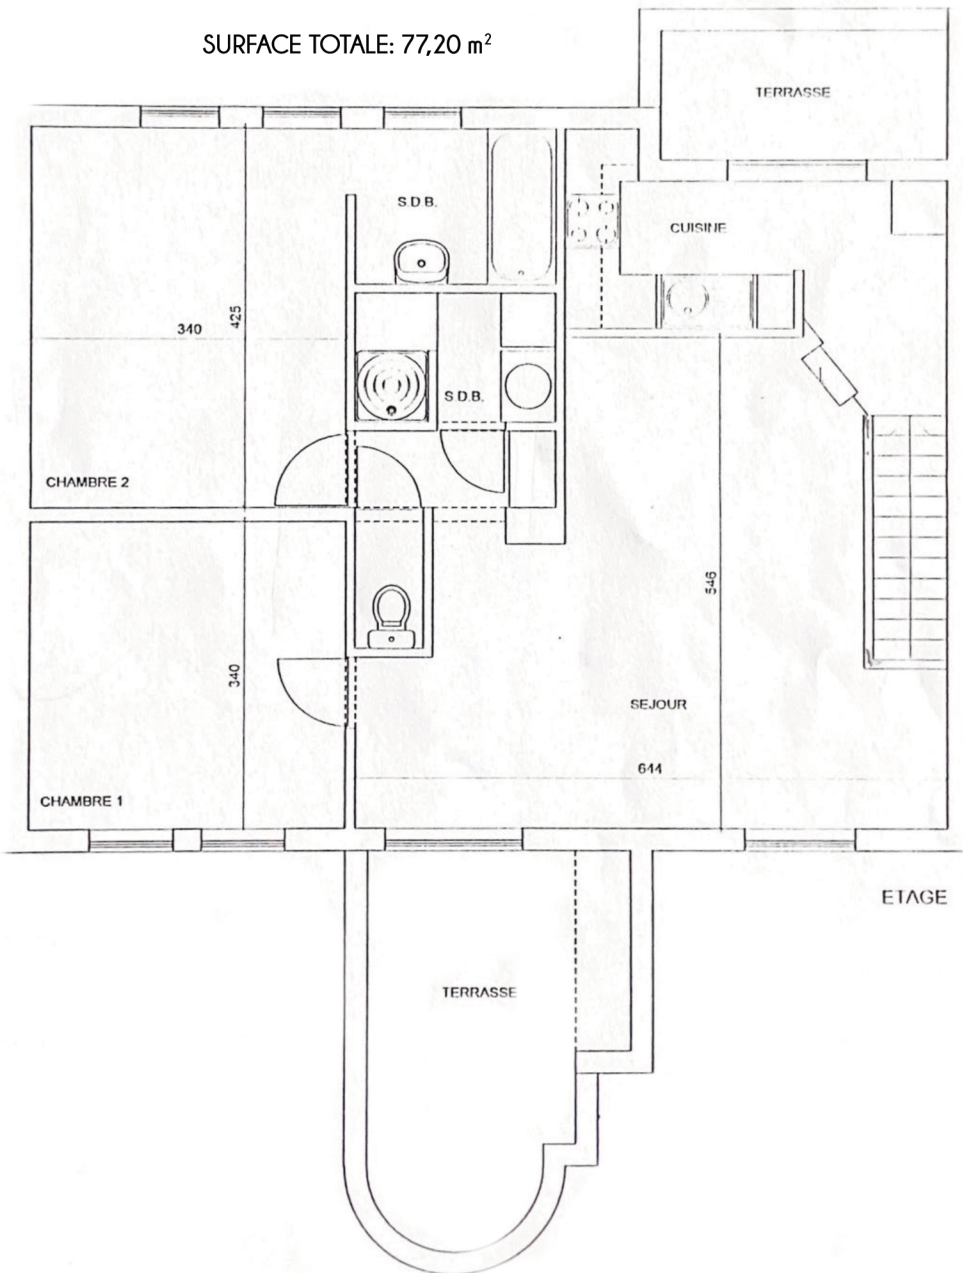 SURFACE TOTALE: 77,20 m²
TERRASSE
S.D.B.
CUISINE
340
425
S.D.B.
CHAMBRE 2
546
340
SEJOUR
644
CHAMBRE 1
ETAGE
TERRASSE